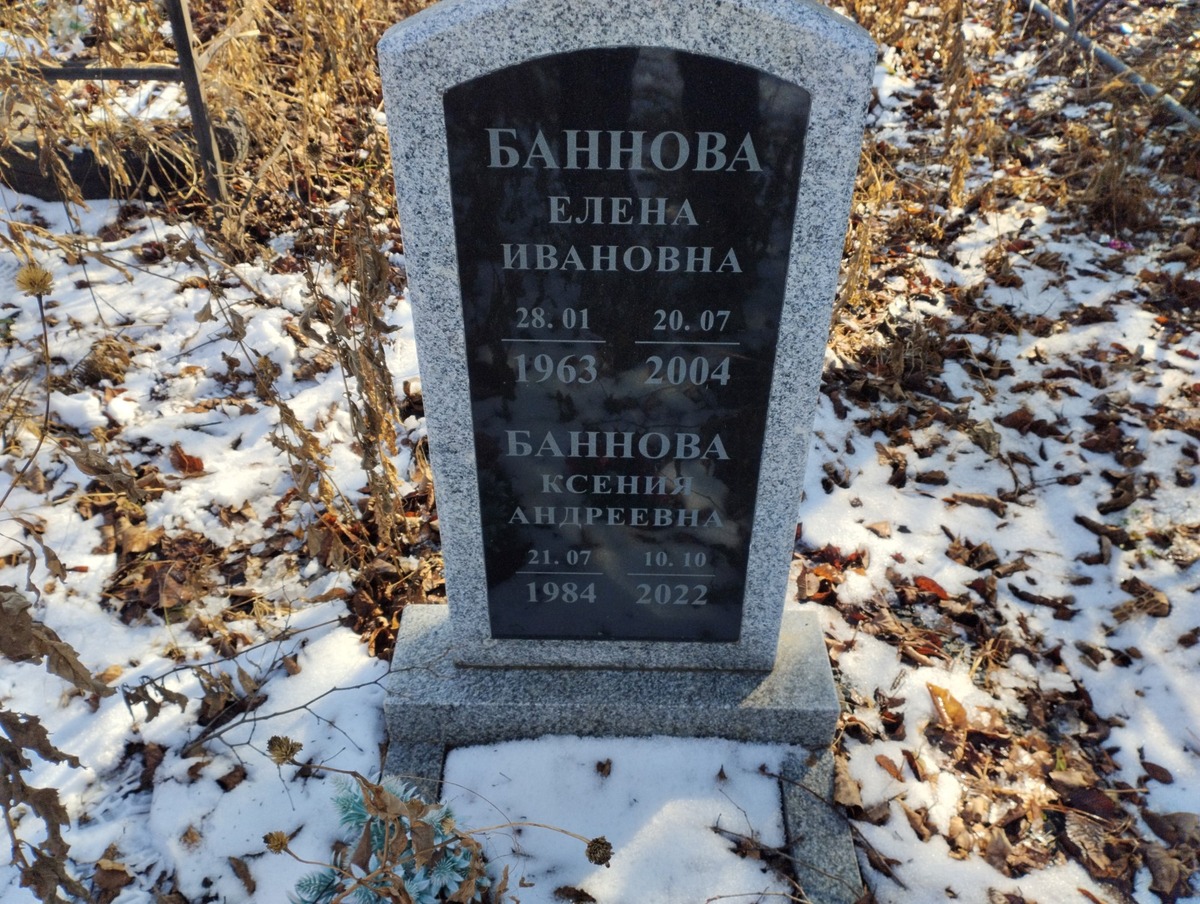 БАННОВА
ЕЛЕНА
ИВАНОВНА
28.01 20.07
1963 2004
БАННОВА
КСЕНИЯ
АНДРЕЕВНА
21.07 10.10
1984 2022